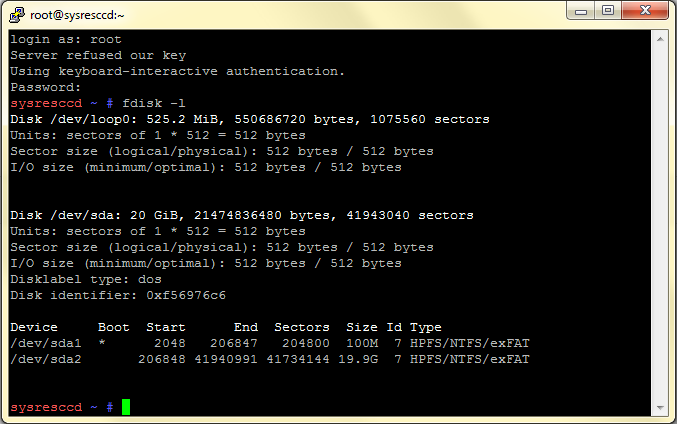 root@sysresccd:~
login as: root
Server refused our key
Using keyboard-interactive authentication.
Password:
sysresccd ~ # fdisk -l
Disk /dev/loop0: 525.2 MiB, 550686720 bytes, 1075560 sectors
Units: sectors of 1 * 512 = 512 bytes
Sector size (logical/physical): 512 bytes / 512 bytes
I/O size (minimum/optimal): 512 bytes / 512 bytes
Disk /dev/sda: 20 GiB, 21474836480 bytes, 41943040 sectors
Units: sectors of 1 * 512 = 512 bytes
Sector size (logical/physical): 512 bytes / 512 bytes
I/O size (minimum/optimal): 512 bytes / 512 bytes
Disklabel type: dos
Disk identifier: 0xf56976c6
Device Boot Start End Sectors Size Id Type
/dev/sda1 * 2048 206847 204800 100M 7 HPFS/NTFS/exFAT
/dev/sda2 206848 41940991 41734144 19.9G 7 HPFS/NTFS/exFAT
sysresccd ~ #